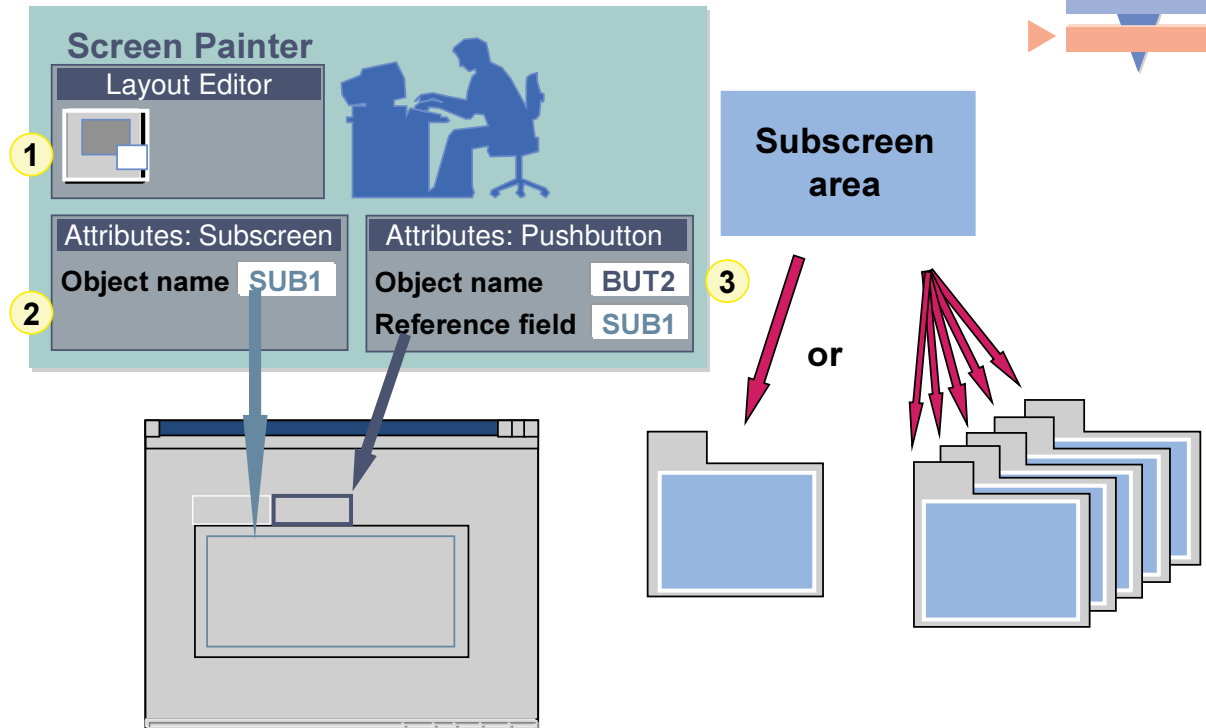 Screen Painter
Layout Editor
1
Attributes: Subscreen
Object name SUB1
2
Attributes: Pushbutton
Object name BUT2
Reference field SUB1
3
Subscreen
area
or